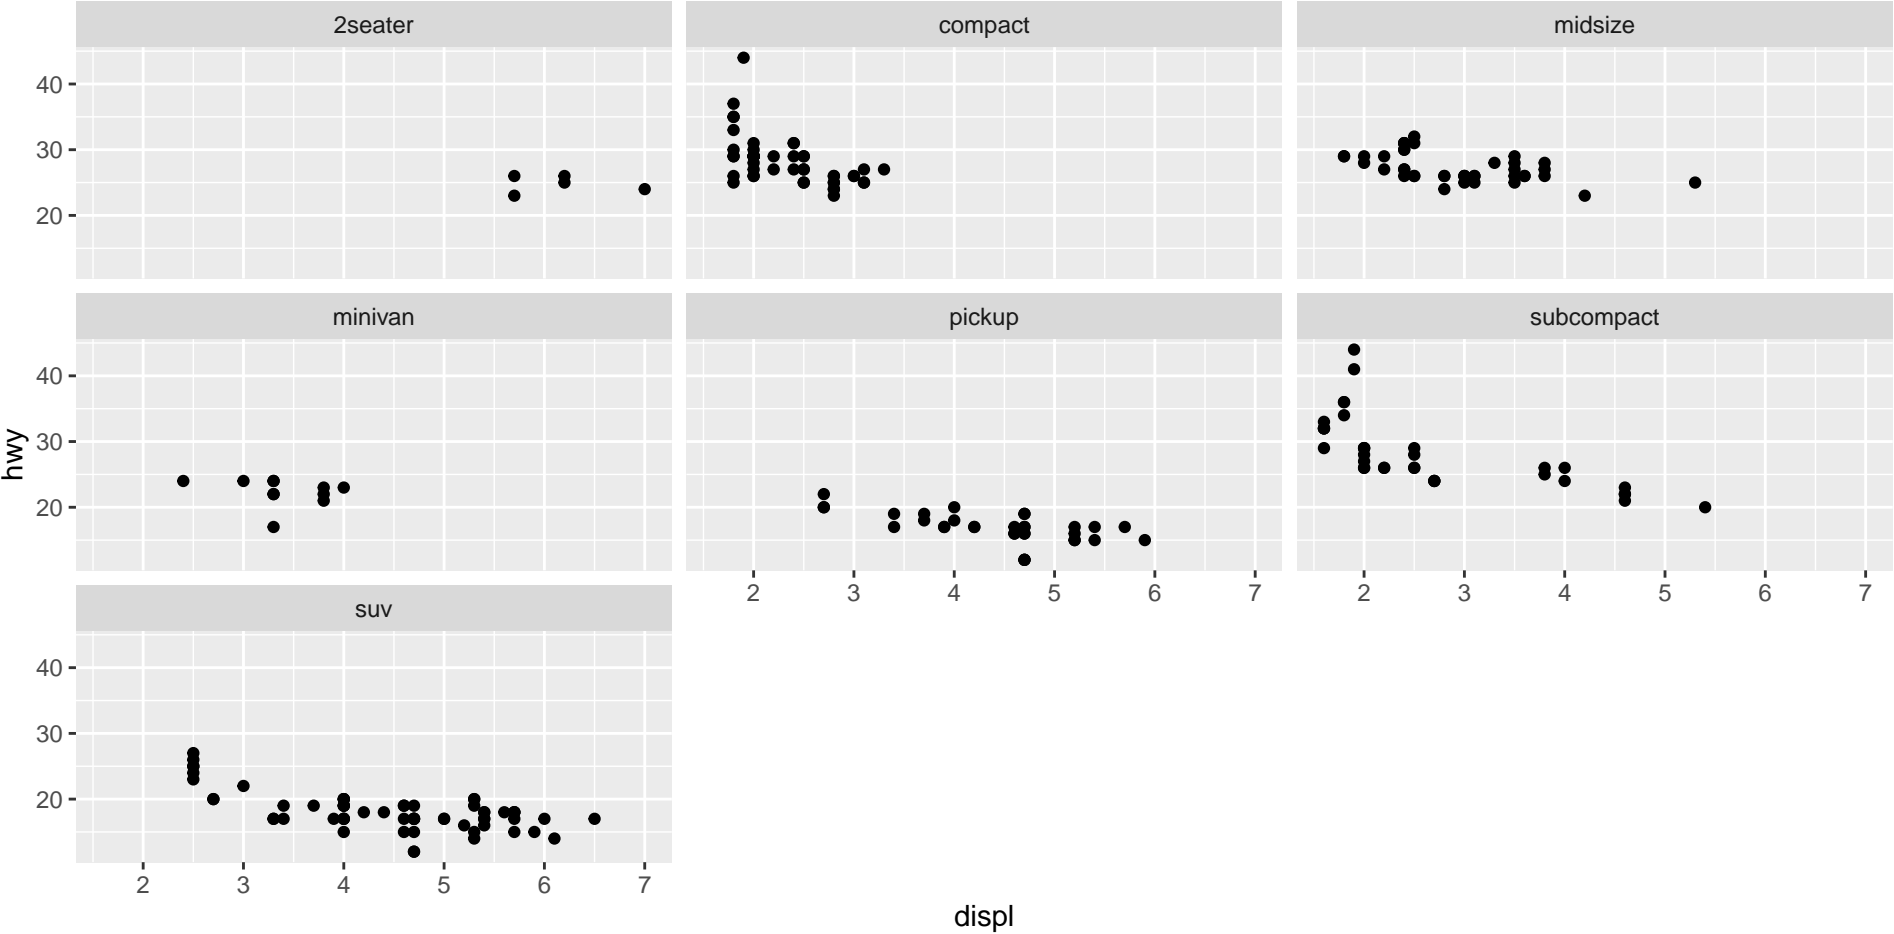 2seater compact midsize
40
30
20
minivan pickup subcompact
40
30
20
hwy
2 3 4 5 6 7 2 3 4 5 6 7
suv
40
30
20
2 3 4 5 6 7
displ